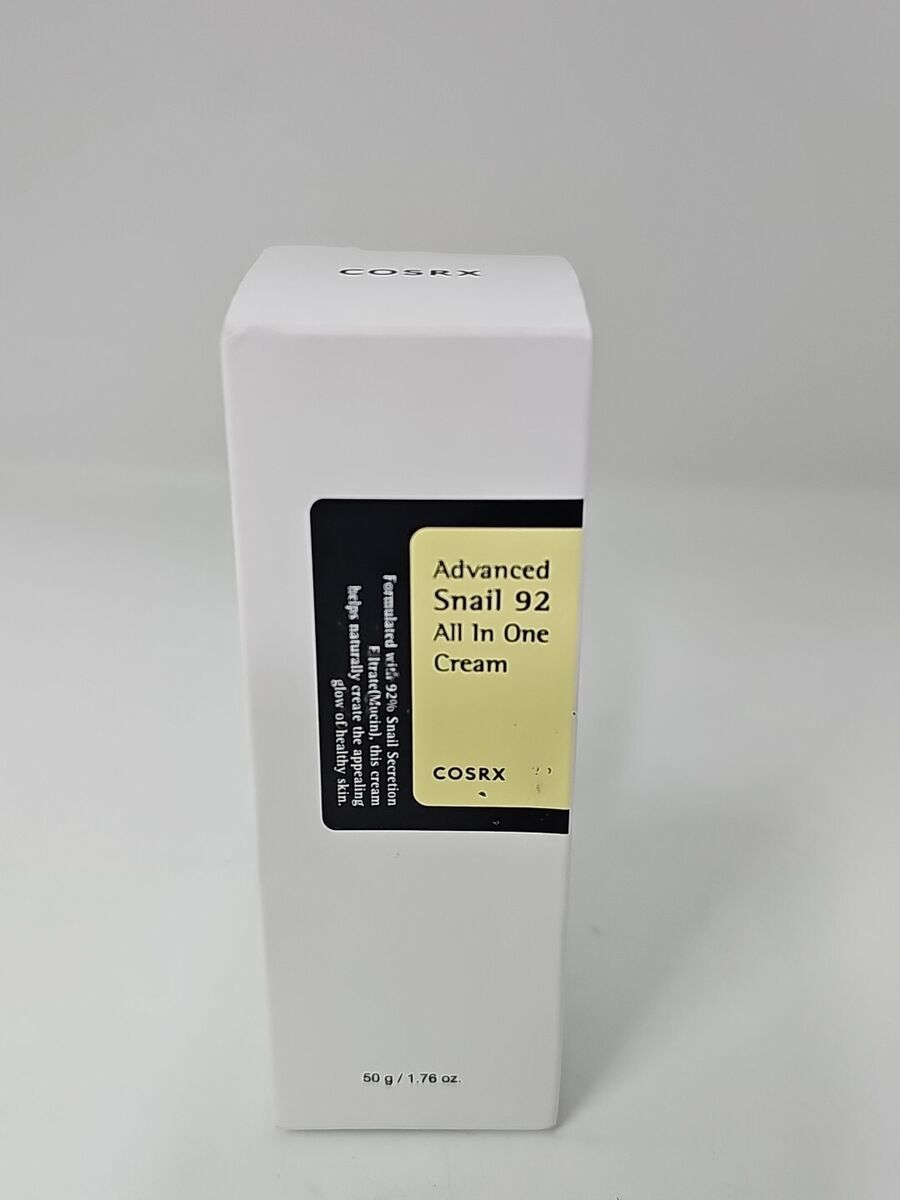 COSRX
Advanced
Snail 92
All In One
Cream
COSRX
Formulated with 92% Snail Secretion
Filtrate(Mucin), this cream
helps naturally create the appealing
glow of healthy skin.
50 g / 1.76 oz.